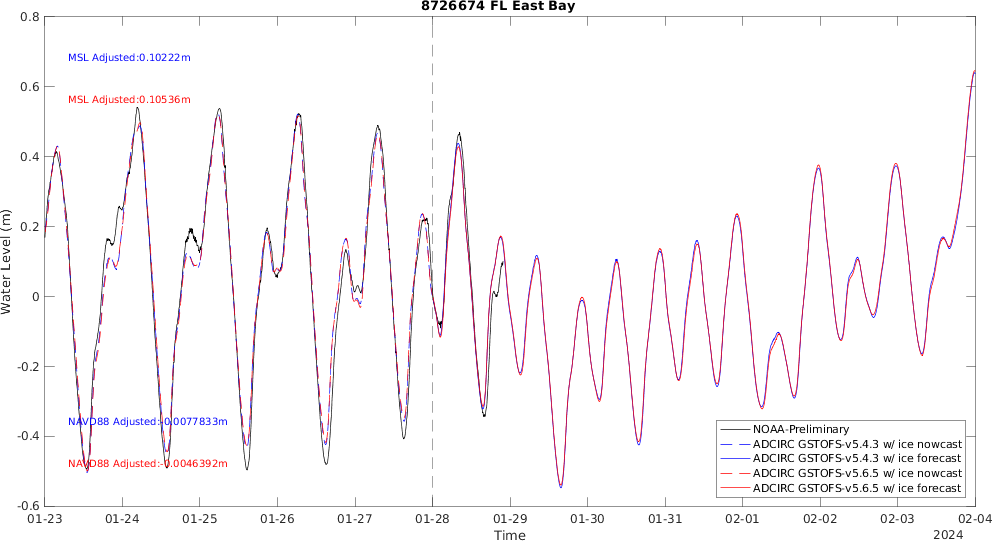 8726674 FL East Bay
0.8
0.6
0.4
0.2
0
-0.2
-0.4
-0.6
Water Level (m)
MSL Adjusted:0.10222m
MSL Adjusted:0.10536m
NAVD88 Adjusted:-0.0077833m
NAVD88 Adjusted:-0.0046392m
NOAA-Preliminary
ADCIRC GSTOFS-v5.4.3 w/ ice nowcast
ADCIRC GSTOFS-v5.4.3 w/ ice forecast
ADCIRC GSTOFS-v5.6.5 w/ ice nowcast
ADCIRC GSTOFS-v5.6.5 w/ ice forecast
01-23 01-24 01-25 01-26 01-27 01-28 01-29 01-30 01-31 02-01 02-02 02-03 02-04
Time
2024